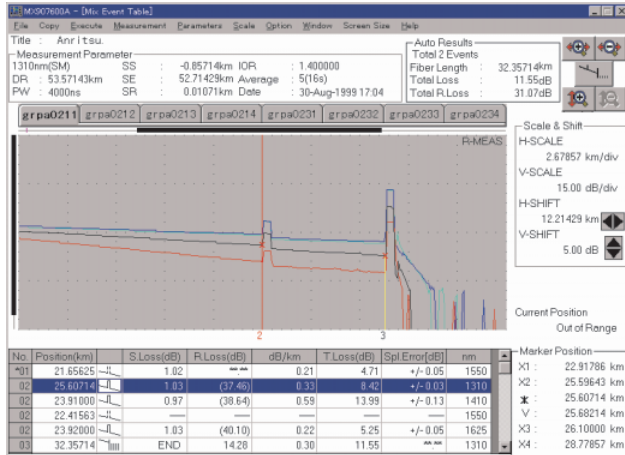 MX907600A - [Mix Event Table]
File Copy Execute Measurement Parameters Scale Option Window Screen Size Help
Title : Anritsu.
Measurement Parameter
1310nm(SM) SS : -0.85714km IOR : 1.400000
DR : 53.57143km SE : 52.71429km Average : 5(16s)
PW : 4000ns SR : 0.01071km Date : 30-Aug-1999 17:04
Auto Results
Total 2 Events
Fiber Length : 32.35714km
Total Loss : 11.55dB
Total R.Loss : 31.07dB
grpa0211 grpa0212 grpa0213 grpa0214 grpa0231 grpa0232 grpa0233 grpa0234
R-MEAS
2 3
Scale & Shift
H-SCALE
2.67857 km/div
V-SCALE
15.00 dB/div
H-SHIFT
12.21429 km
V-SHIFT
5.00 dB
Current Position
Out of Range
No. Position(km) S.Loss(dB) R.Loss(dB) dB/km T.Loss(dB) Spl.Error[dB] nm
*01 21.65625 1.02 ** ** 0.21 4.71 +/- 0.05 1550
02 25.60714 1.03 (37.46) 0.33 8.42 +/- 0.03 1310
02 23.91000 0.97 (38.64) 0.59 13.99 +/- 0.13 1410
02 22.41563 ---- ---- ---- ---- 1550
02 23.92000 1.03 (40.10) 0.22 5.25 +/- 0.05 1625
03 32.35714 END 14.28 0.30 11.55 ** ** 1310
Marker Position
X1 : 22.91786 km
X2 : 25.59643 km
ж : 25.60714 km
V : 25.68214 km
X3 : 26.10000 km
X4 : 28.77857 km